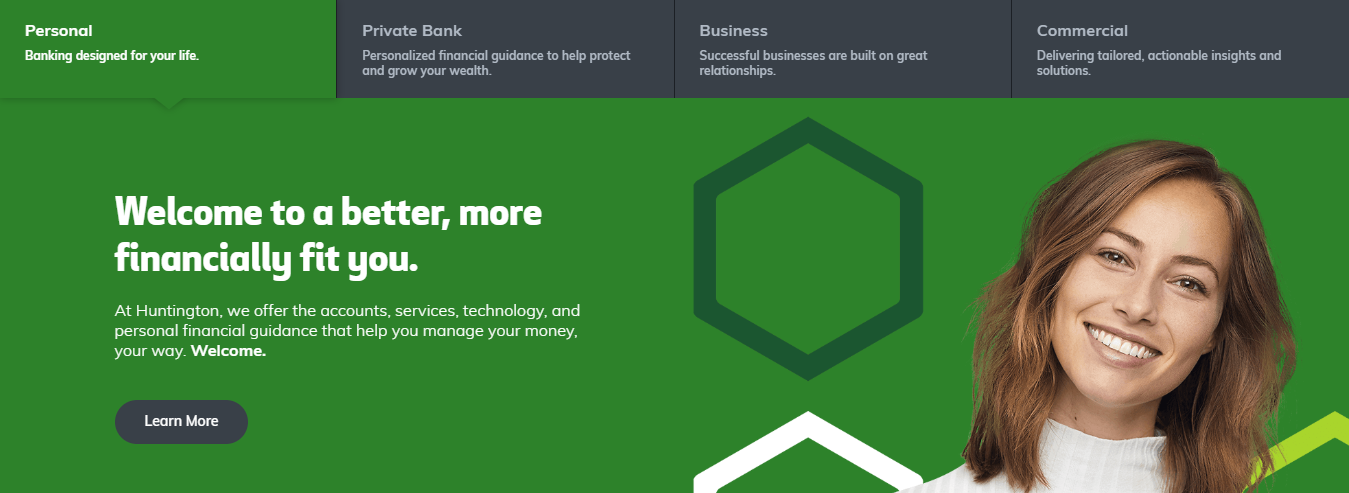 Personal
Banking designed for your life.
Private Bank
Personalized financial guidance to help protect
and grow your wealth.
Business
Successful businesses are built on great
relationships.
Commercial
Delivering tailored, actionable insights and
solutions.
Welcome to a better, more
financially fit you.
At Huntington, we offer the accounts, services, technology, and
personal financial guidance that help you manage your money,
your way. Welcome.
Learn More